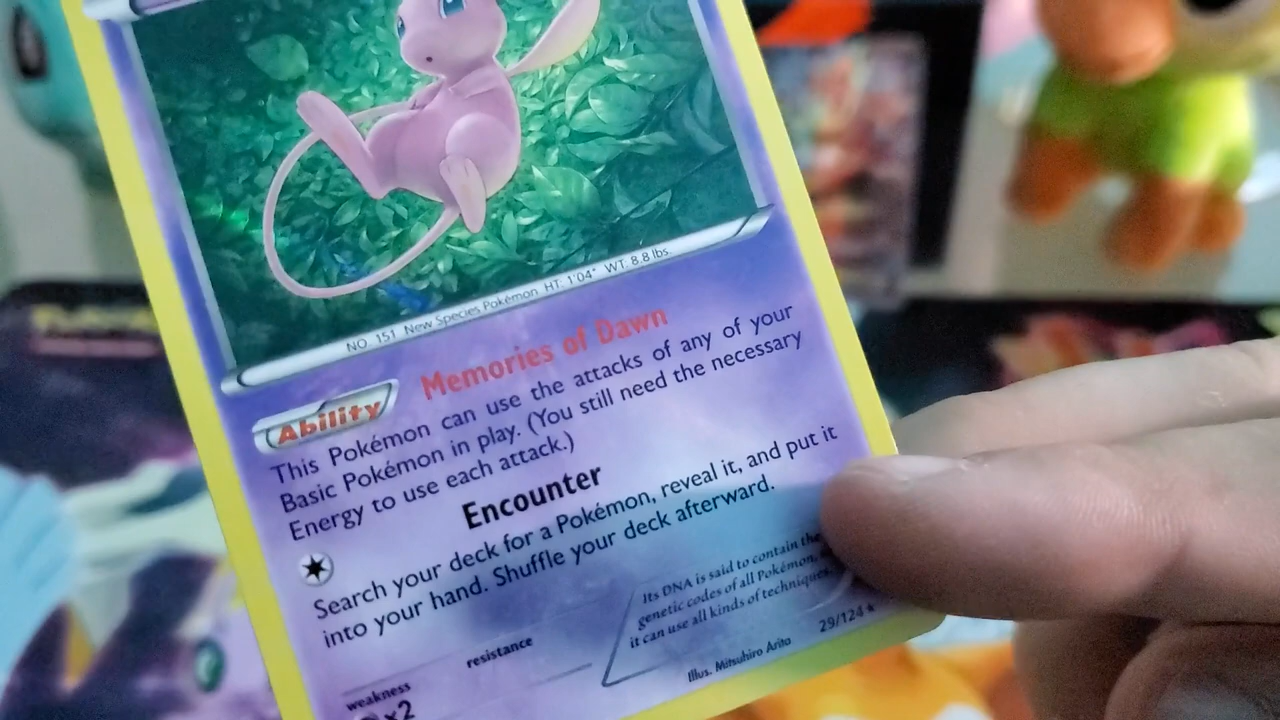 NO. 151 New Species Pokémon HT: 1'04" WT: 8.8 lbs.
Ability Memories of Dawn
This Pokémon can use the attacks of any of your
Basic Pokémon in play. (You still need the necessary
Energy to use each attack.)
Encounter
Search your deck for a Pokémon, reveal it, and put it
into your hand. Shuffle your deck afterward.
Its DNA is said to contain the
genetic codes of all Pokémon,
it can use all kinds of techniques.
weakness
×2
resistance
Illus. Mitsuhiro Arita
29/124 ★